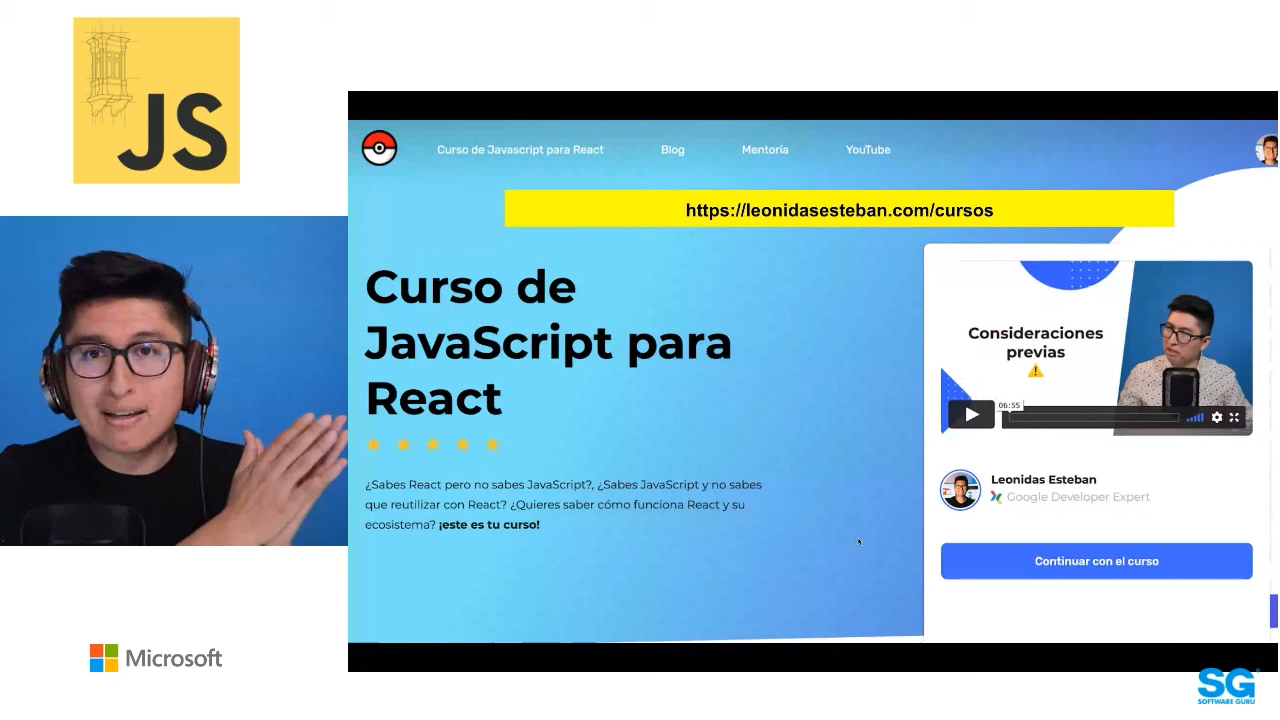 JS
Curso de Javascript para React
Blog
Mentoría
YouTube
https://leonidasesteban.com/cursos
Curso de
JavaScript para
React
¿Sabes React pero no sabes JavaScript?, ¿Sabes JavaScript y no sabes
que reutilizar con React? ¿Quieres saber cómo funciona React y su
ecosistema? ¡este es tu curso!
Consideraciones
previas
06:55
Leonidas Esteban
Google Developer Expert
Continuar con el curso
Microsoft
SG
SOFTWARE GURU